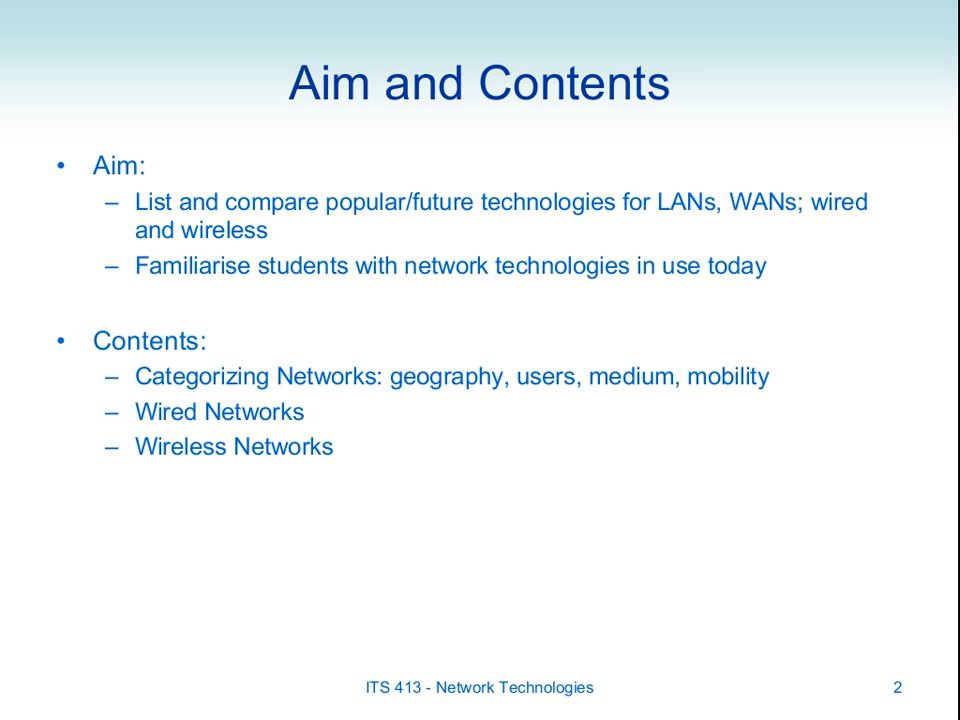 Aim and Contents
• Aim:
– List and compare popular/future technologies for LANs, WANs; wired
and wireless
– Familiarise students with network technologies in use today
• Contents:
– Categorizing Networks: geography, users, medium, mobility
– Wired Networks
– Wireless Networks
ITS 413 - Network Technologies
2